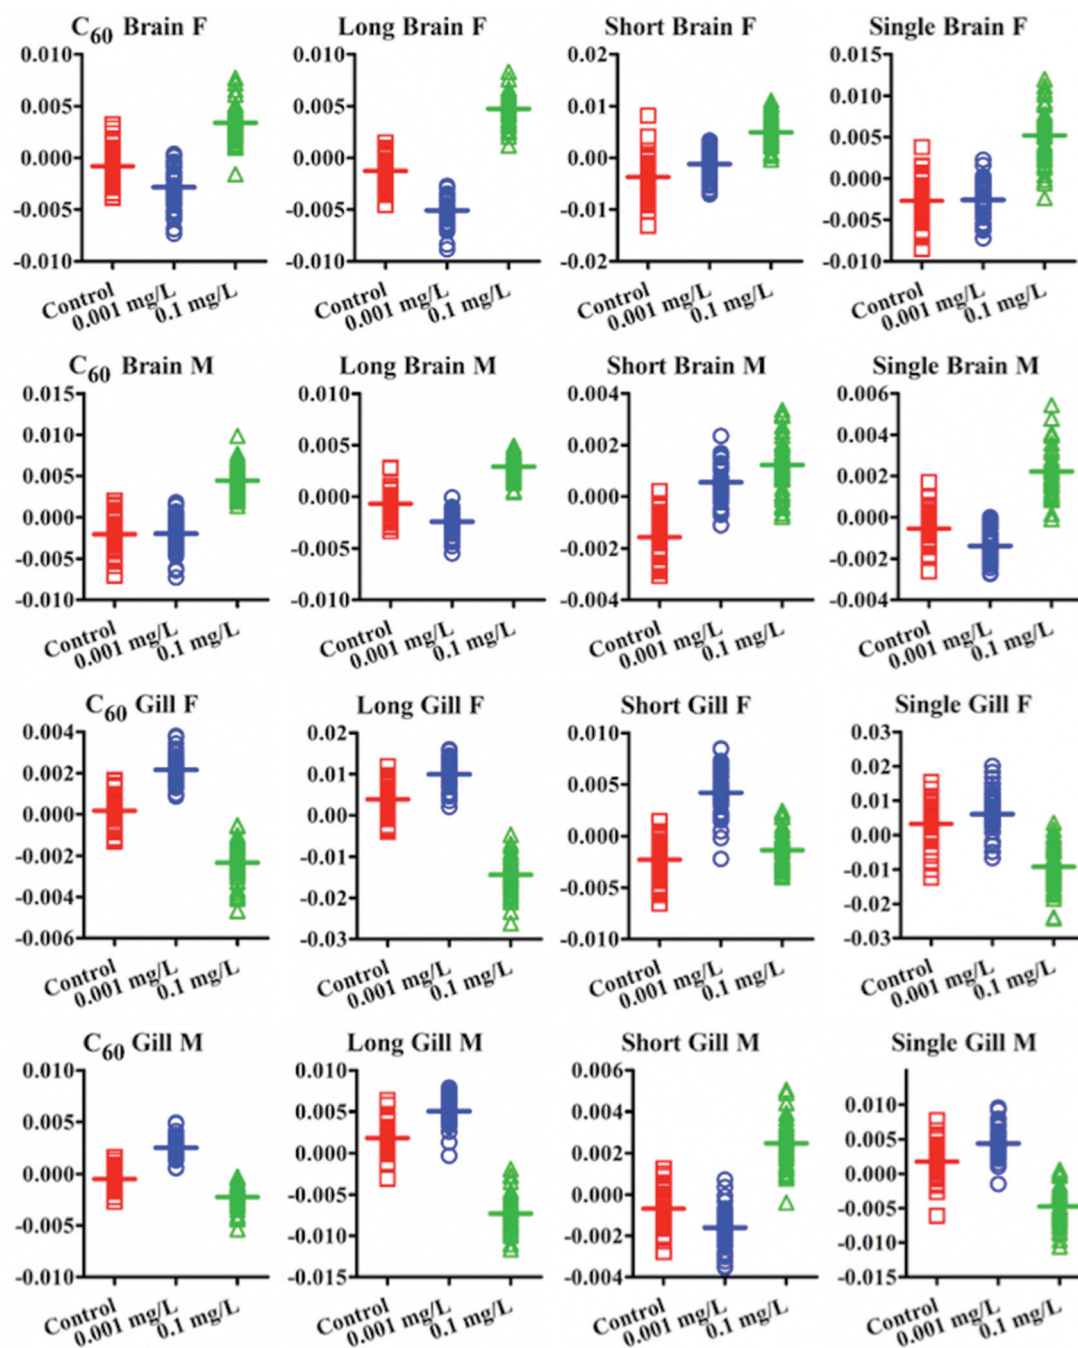 C60 Brain F
Long Brain F
Short Brain F
Single Brain F
0.010
0.005
0.000
-0.005
-0.010
0.010
0.005
0.000
-0.005
-0.010
0.02
0.01
0.00
-0.01
-0.02
0.015
0.010
0.005
0.000
-0.005
-0.010
Control
0.001 mg/L
0.1 mg/L
Control
0.001 mg/L
0.1 mg/L
Control
0.001 mg/L
0.1 mg/L
Control
0.001 mg/L
0.1 mg/L
C60 Brain M
Long Brain M
Short Brain M
Single Brain M
0.015
0.010
0.005
0.000
-0.005
-0.010
0.010
0.005
0.000
-0.005
-0.010
0.004
0.002
0.000
-0.002
-0.004
0.006
0.004
0.002
0.000
-0.002
-0.004
Control
0.001 mg/L
0.1 mg/L
Control
0.001 mg/L
0.1 mg/L
Control
0.001 mg/L
0.1 mg/L
Control
0.001 mg/L
0.1 mg/L
C60 Gill F
Long Gill F
Short Gill F
Single Gill F
0.004
0.002
0.000
-0.002
-0.004
-0.006
0.02
0.01
0.00
-0.01
-0.02
-0.03
0.010
0.005
0.000
-0.005
-0.010
0.03
0.02
0.01
0.00
-0.01
-0.02
-0.03
Control
0.001 mg/L
0.1 mg/L
Control
0.001 mg/L
0.1 mg/L
Control
0.001 mg/L
0.1 mg/L
Control
0.001 mg/L
0.1 mg/L
C60 Gill M
Long Gill M
Short Gill M
Single Gill M
0.010
0.005
0.000
-0.005
-0.010
0.010
0.005
0.000
-0.005
-0.010
-0.015
0.006
0.004
0.002
0.000
-0.002
-0.004
0.010
0.005
0.000
-0.005
-0.010
-0.015
Control
0.001 mg/L
0.1 mg/L
Control
0.001 mg/L
0.1 mg/L
Control
0.001 mg/L
0.1 mg/L
Control
0.001 mg/L
0.1 mg/L